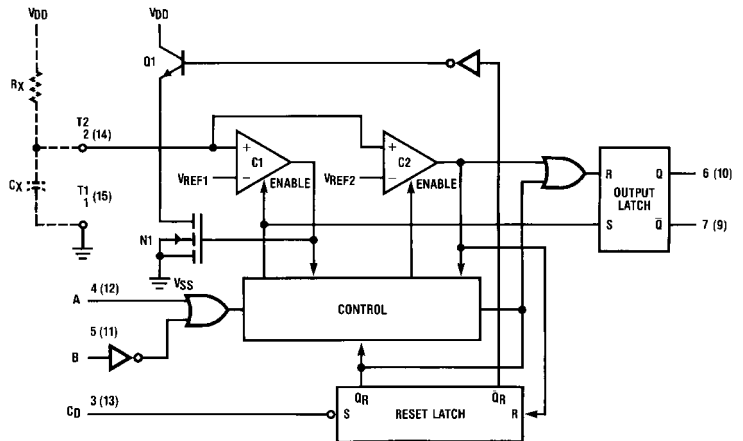 VDD
VDD
Q1
RX
T2
2 (14)
CX
T1
1 (15)
+
C1
−
VREF1
ENABLE
+
C2
−
VREF2
ENABLE
R
Q
6 (10)
OUTPUT
LATCH
S
Q̅
7 (9)
N1
VSS
A
4 (12)
5 (11)
B
CONTROL
CD
3 (13)
QR
Q̅R
S
RESET LATCH
R